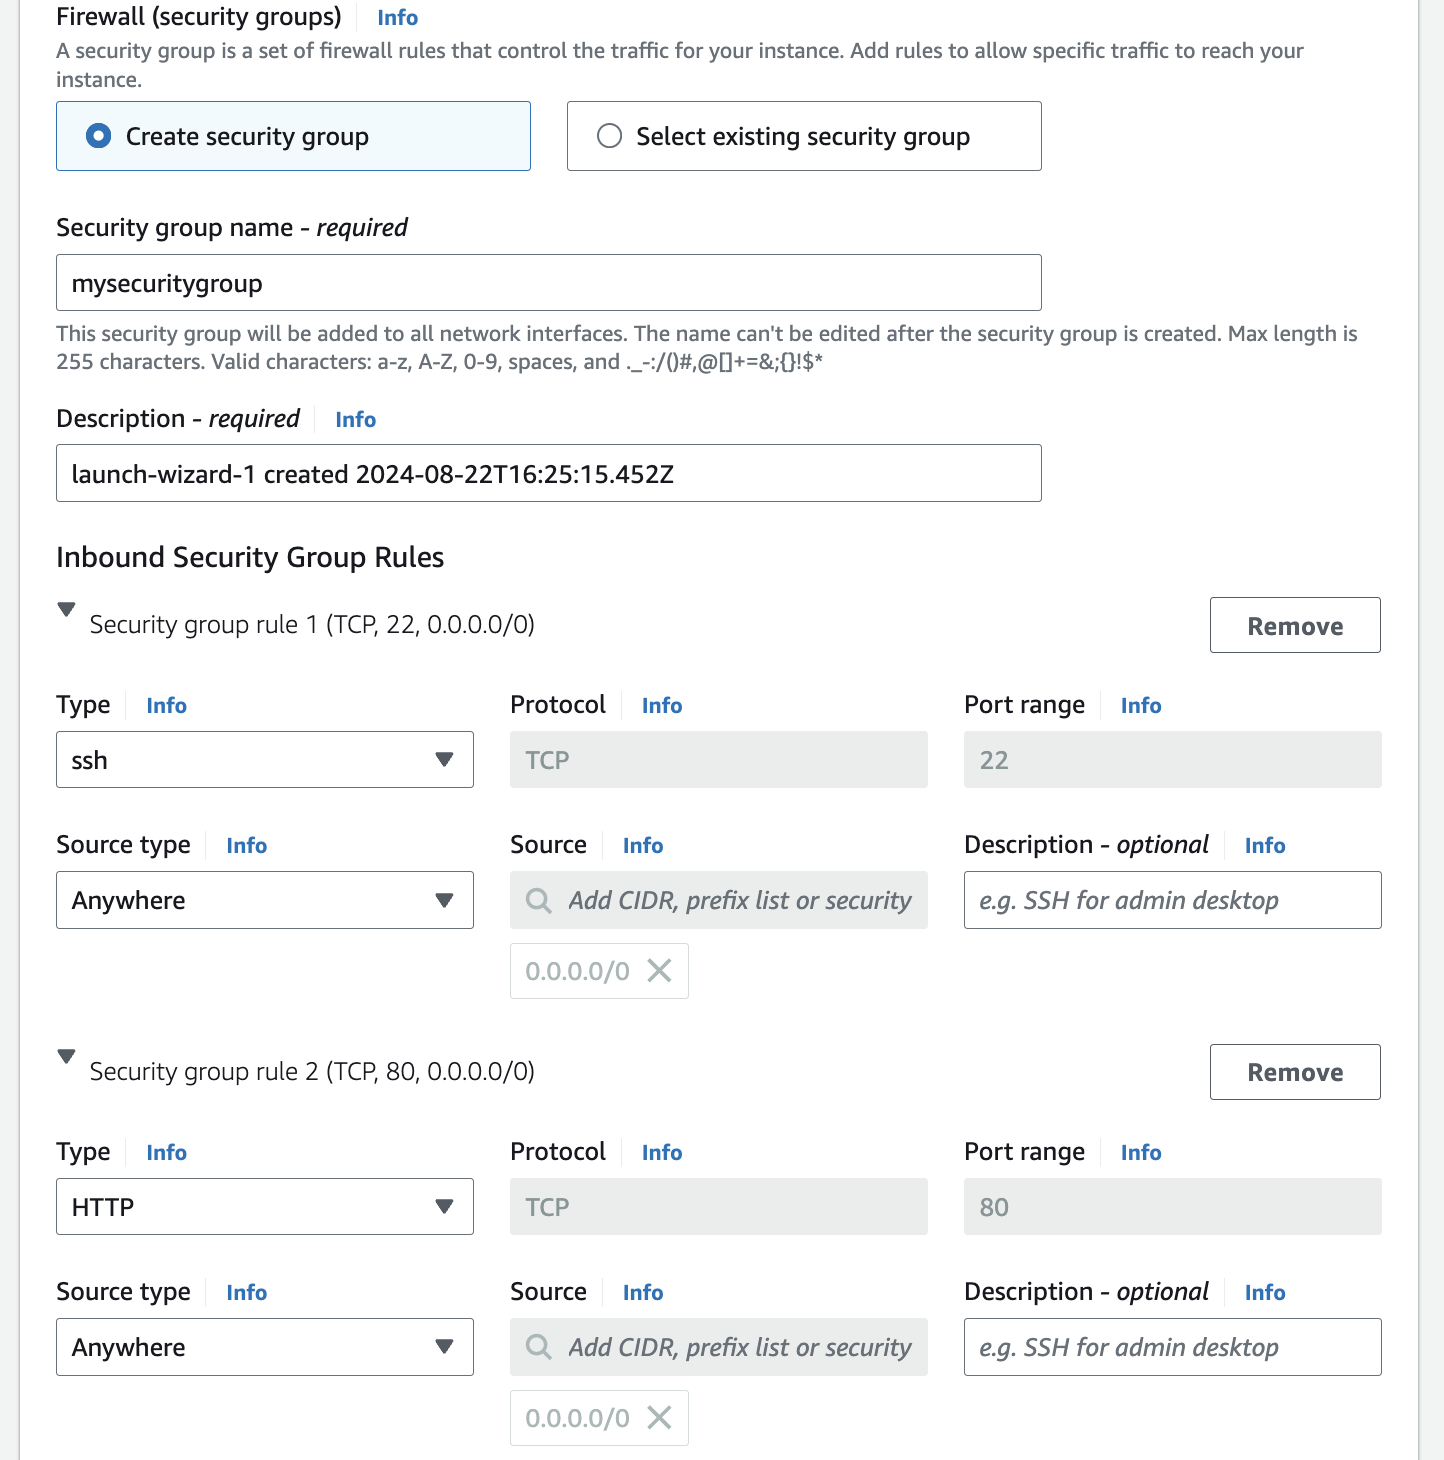 Firewall (security groups) Info
A security group is a set of firewall rules that control the traffic for your instance. Add rules to allow specific traffic to reach your
instance.
Create security group Select existing security group
Security group name - required
mysecuritygroup
This security group will be added to all network interfaces. The name can't be edited after the security group is created. Max length is
255 characters. Valid characters: a-z, A-Z, 0-9, spaces, and ._-:/()#,@[]+=&;{}!$*
Description - required Info
launch-wizard-1 created 2024-08-22T16:25:15.452Z
Inbound Security Group Rules
Security group rule 1 (TCP, 22, 0.0.0.0/0) Remove
Type Info Protocol Info Port range Info
ssh TCP 22
Source type Info Source Info Description - optional Info
Anywhere Add CIDR, prefix list or security e.g. SSH for admin desktop
0.0.0.0/0
Security group rule 2 (TCP, 80, 0.0.0.0/0) Remove
Type Info Protocol Info Port range Info
HTTP TCP 80
Source type Info Source Info Description - optional Info
Anywhere Add CIDR, prefix list or security e.g. SSH for admin desktop
0.0.0.0/0